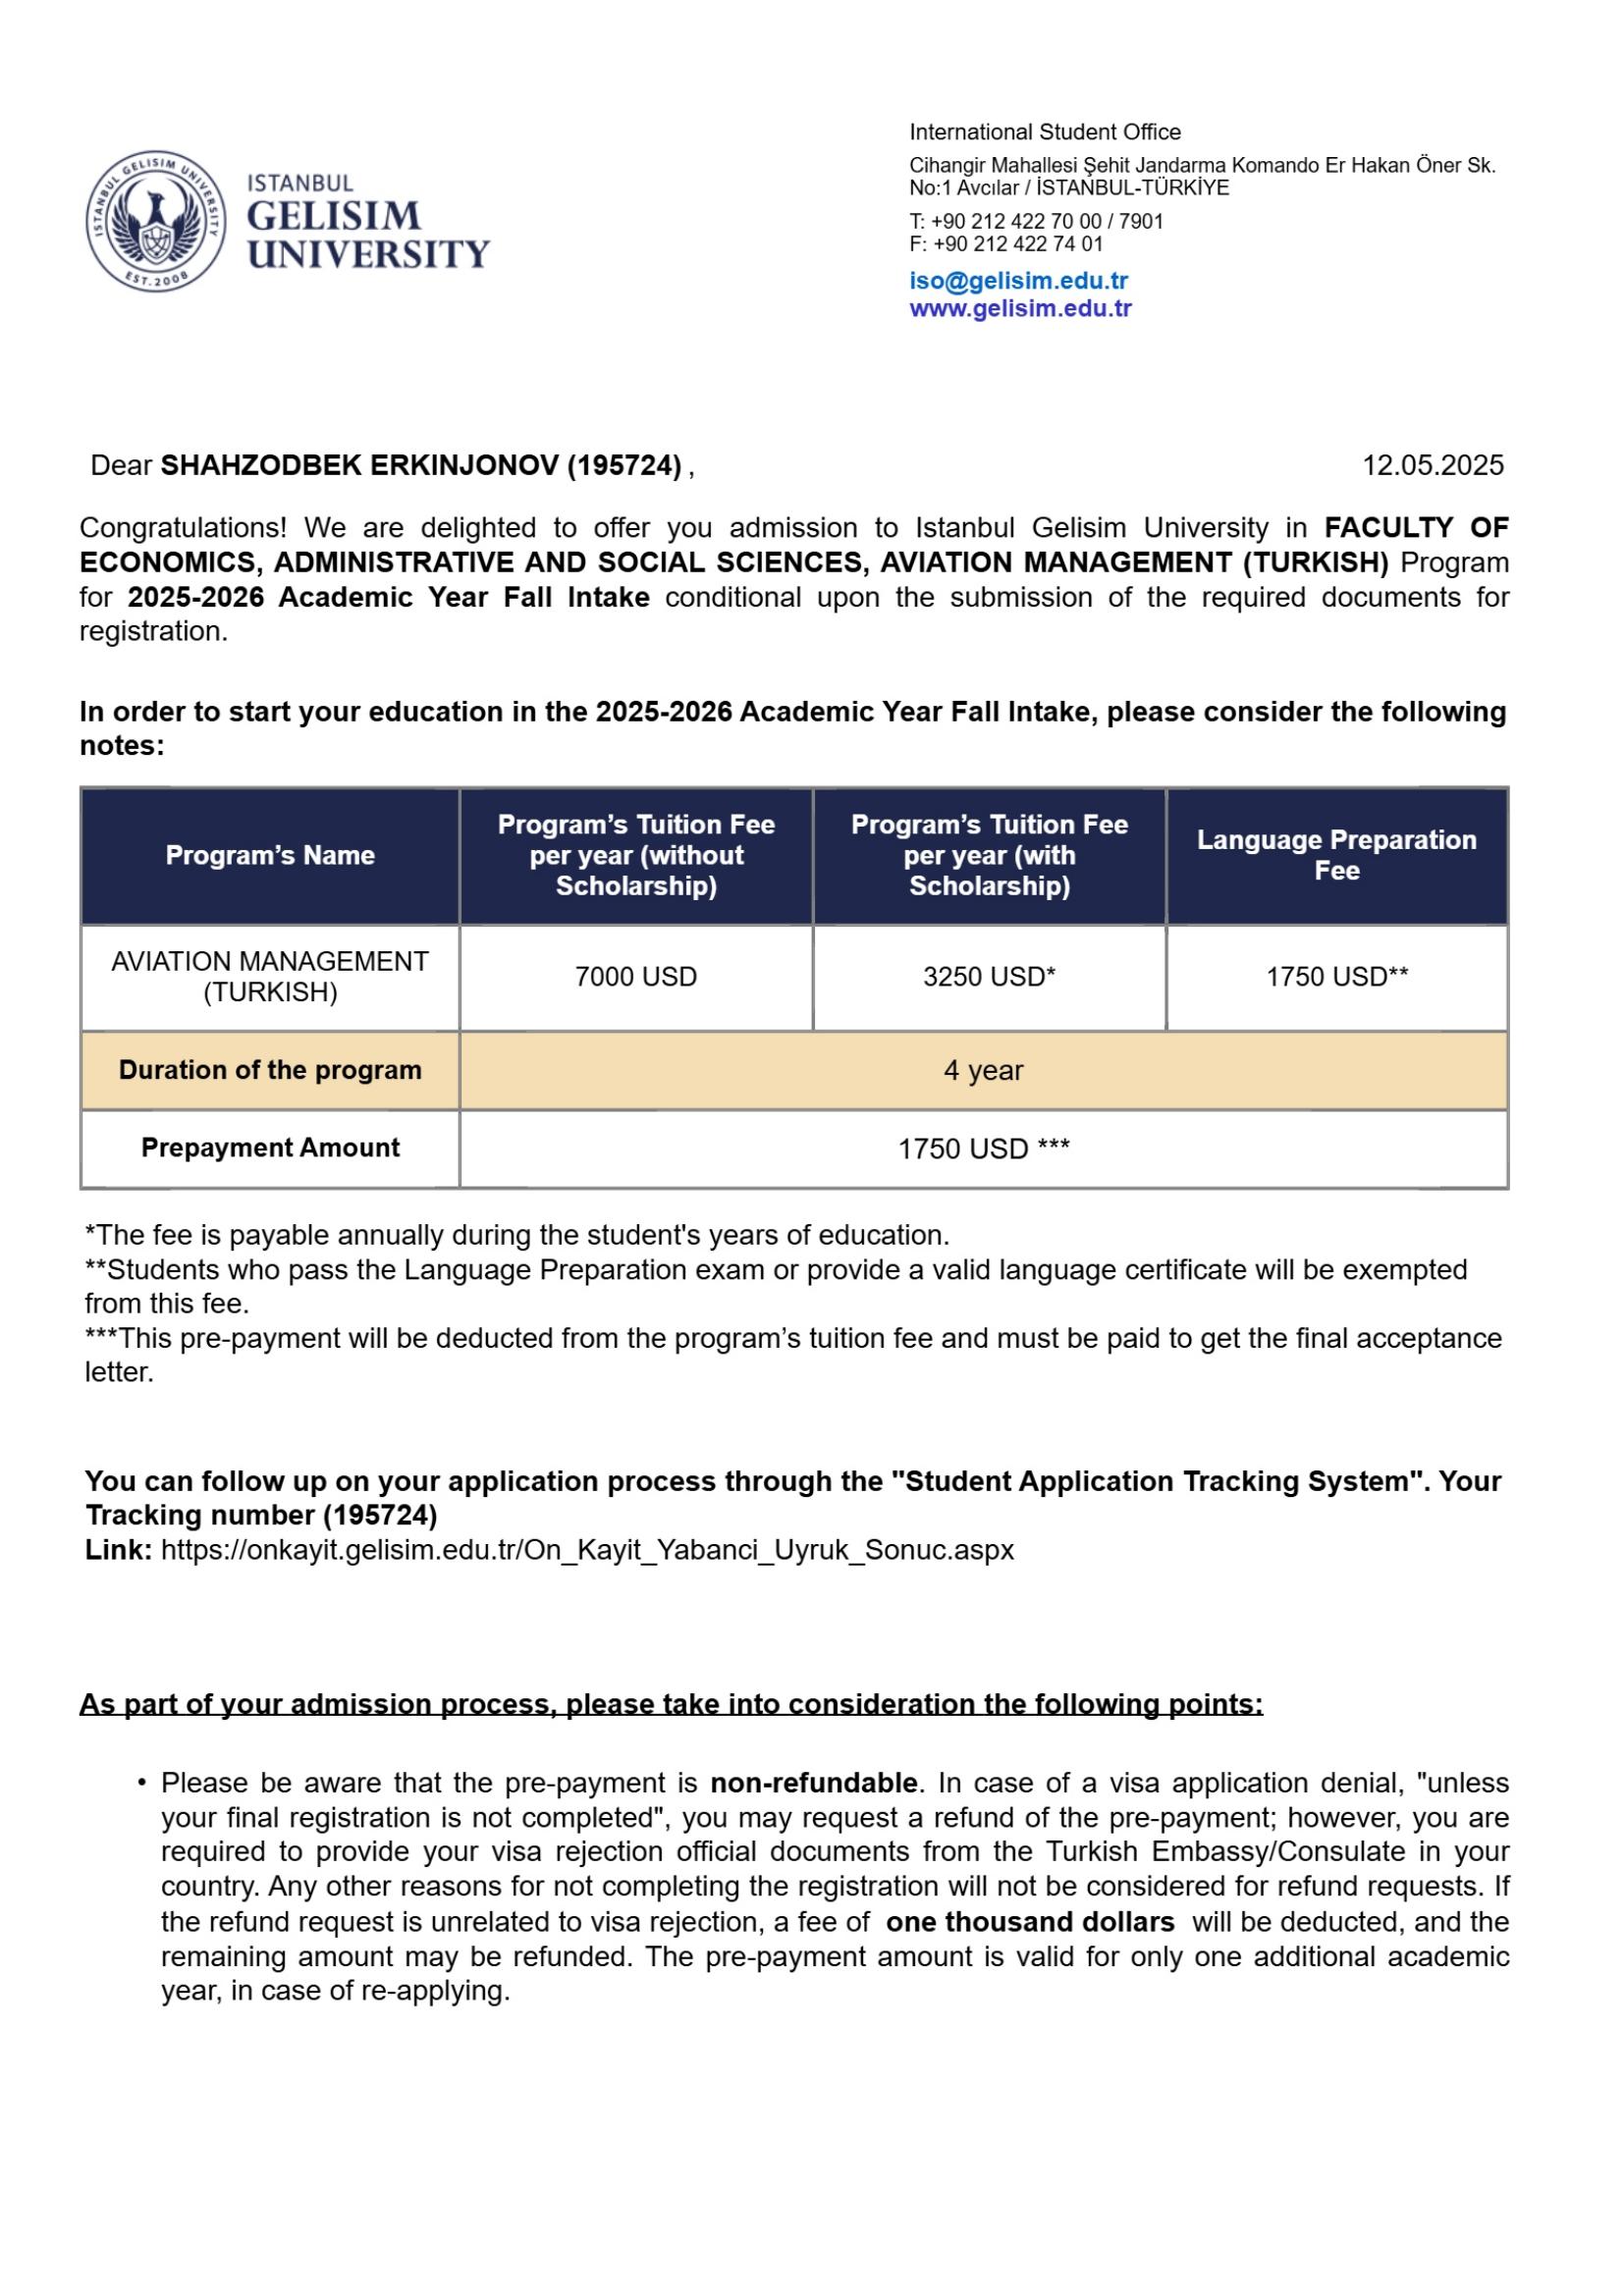 ISTANBUL GELISIM UNIVERSITY
EST.2008
ISTANBUL
GELISIM
UNIVERSITY
International Student Office
Cihangir Mahallesi Şehit Jandarma Komando Er Hakan Öner Sk.
No:1 Avcılar / İSTANBUL-TÜRKİYE
T: +90 212 422 70 00 / 7901
F: +90 212 422 74 01
iso@gelisim.edu.tr
www.gelisim.edu.tr
Dear SHAHZODBEK ERKINJONOV (195724) , 12.05.2025
Congratulations! We are delighted to offer you admission to Istanbul Gelisim University in FACULTY OF
ECONOMICS, ADMINISTRATIVE AND SOCIAL SCIENCES, AVIATION MANAGEMENT (TURKISH) Program
for 2025-2026 Academic Year Fall Intake conditional upon the submission of the required documents for
registration.
In order to start your education in the 2025-2026 Academic Year Fall Intake, please consider the following
notes:
Program’s Name
Program’s Tuition Fee
per year (without
Scholarship)
Program’s Tuition Fee
per year (with
Scholarship)
Language Preparation
Fee
AVIATION MANAGEMENT
(TURKISH)
7000 USD
3250 USD*
1750 USD**
Duration of the program
4 year
Prepayment Amount
1750 USD ***
*The fee is payable annually during the student's years of education.
**Students who pass the Language Preparation exam or provide a valid language certificate will be exempted
from this fee.
***This pre-payment will be deducted from the program’s tuition fee and must be paid to get the final acceptance
letter.
You can follow up on your application process through the "Student Application Tracking System". Your
Tracking number (195724)
Link: https://onkayit.gelisim.edu.tr/On_Kayit_Yabanci_Uyruk_Sonuc.aspx
As part of your admission process, please take into consideration the following points:
• Please be aware that the pre-payment is non-refundable. In case of a visa application denial, "unless
your final registration is not completed", you may request a refund of the pre-payment; however, you are
required to provide your visa rejection official documents from the Turkish Embassy/Consulate in your
country. Any other reasons for not completing the registration will not be considered for refund requests. If
the refund request is unrelated to visa rejection, a fee of one thousand dollars will be deducted, and the
remaining amount may be refunded. The pre-payment amount is valid for only one additional academic
year, in case of re-applying.